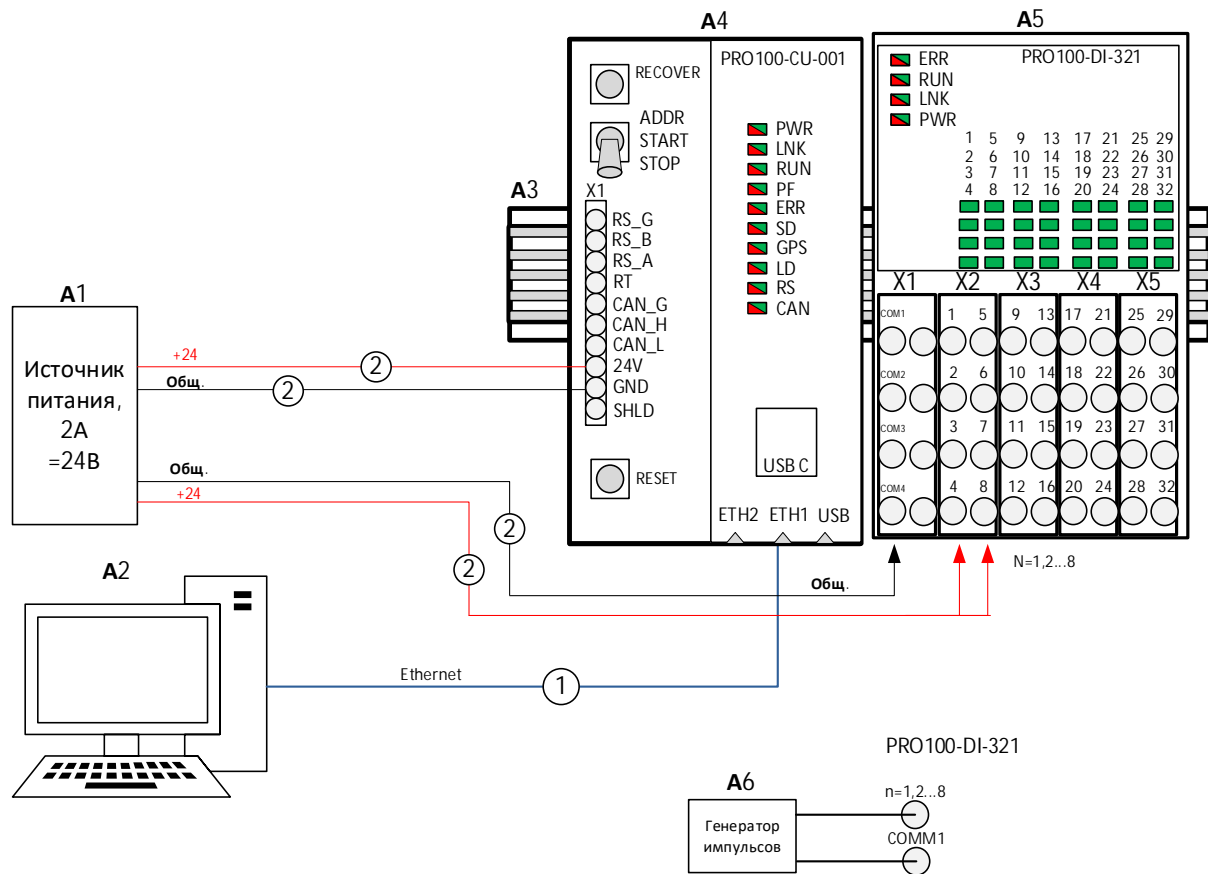 A4
A5
PRO100-CU-001
RECOVER
ADDR
START
STOP
PWR
LNK
RUN
PF
ERR
SD
GPS
LD
RS
CAN
A3
X1
RS_G
RS_B
RS_A
RT
CAN_G
CAN_H
CAN_L
24V
GND
SHLD
RESET
USB C
ETH2 ETH1 USB
ERR
RUN
LNK
PWR
PRO100-DI-321
1 5 9 13 17 21 25 29
2 6 10 14 18 22 26 30
3 7 11 15 19 23 27 31
4 8 12 16 20 24 28 32
X1 X2 X3 X4 X5
COM1 1 5 9 13 17 21 25 29
COM2 2 6 10 14 18 22 26 30
COM3 3 7 11 15 19 23 27 31
COM4 4 8 12 16 20 24 28 32
N=1,2...8
A1
Источник
питания,
2А
=24В
+24
2
Общ.
2
Общ.
+24
2
2
Общ.
A2
Ethernet
1
PRO100-DI-321
A6
Генератор
импульсов
n=1,2...8
COMM1